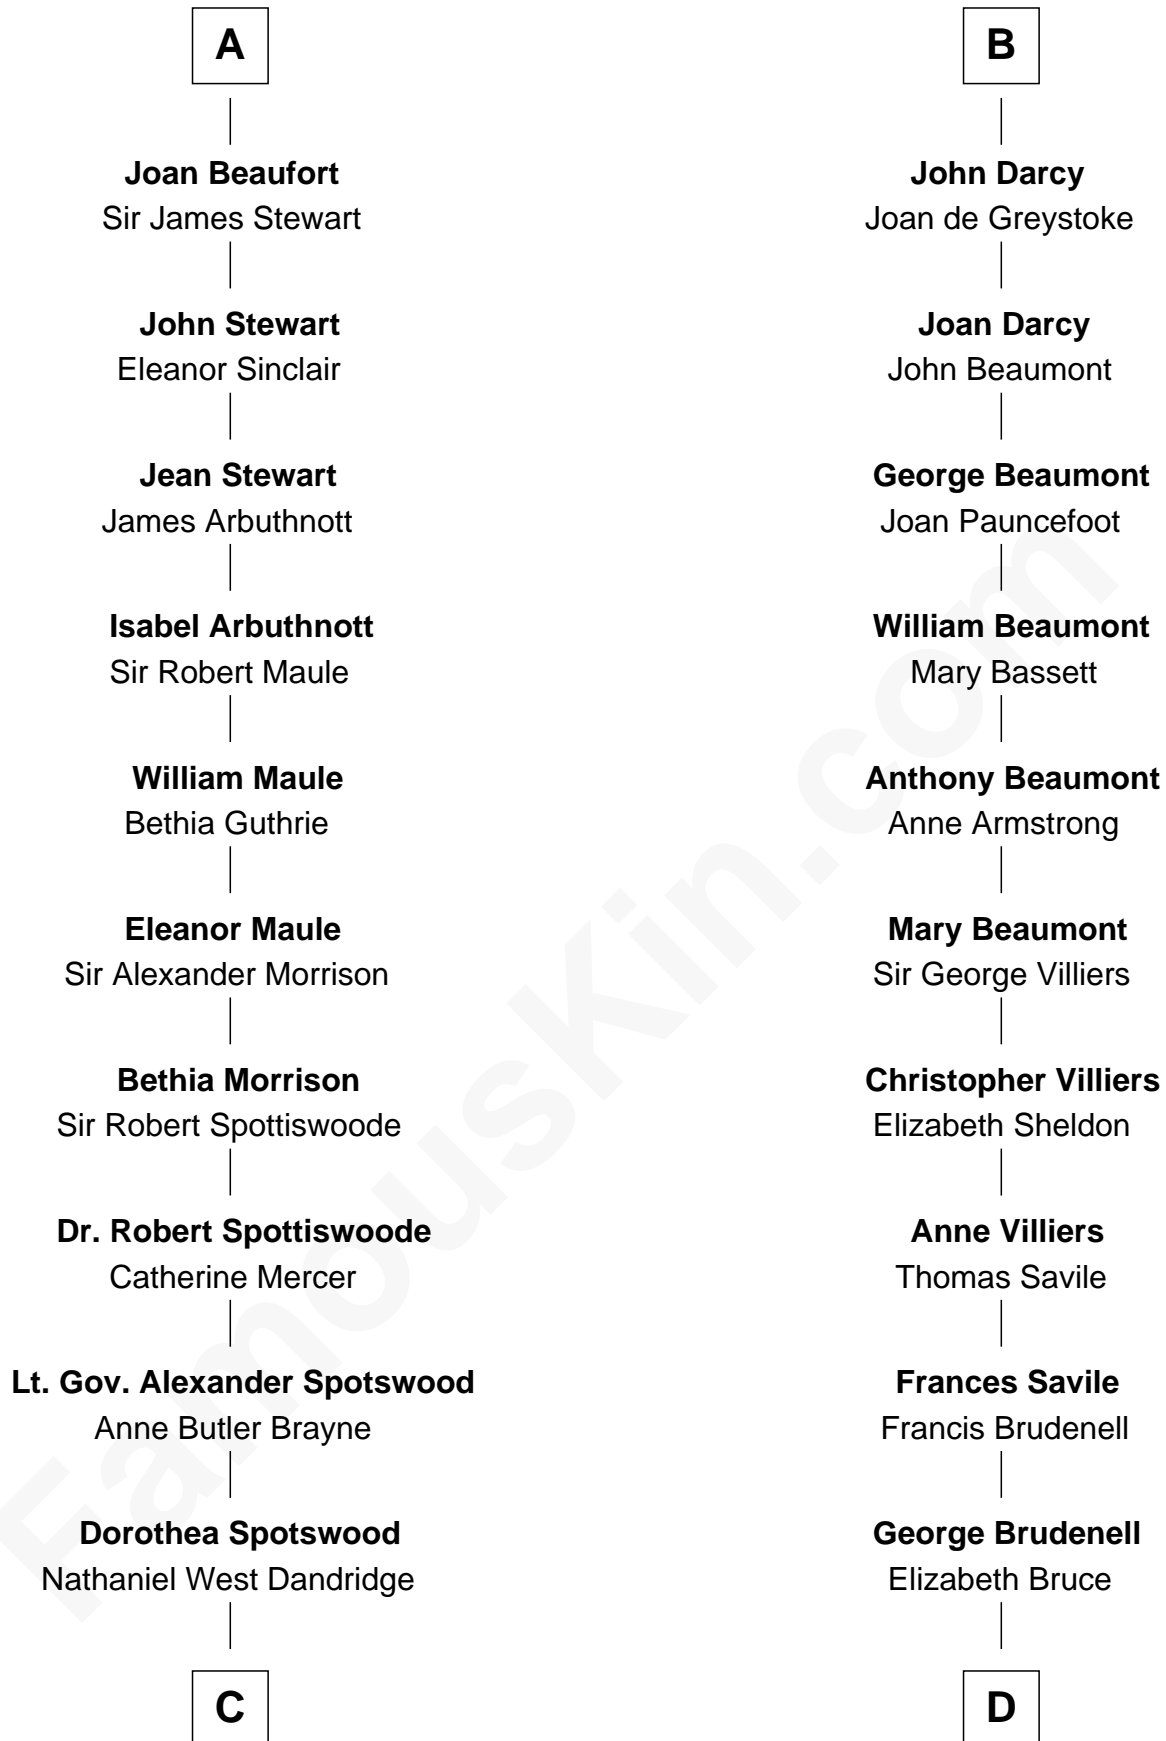 A
Joan Beaufort
Sir James Stewart
John Stewart
Eleanor Sinclair
Jean Stewart
James Arbuthnott
Isabel Arbuthnott
Sir Robert Maule
William Maule
Bethia Guthrie
Eleanor Maule
Sir Alexander Morrison
Bethia Morrison
Sir Robert Spottiswoode
Dr. Robert Spottiswoode
Catherine Mercer
Lt. Gov. Alexander Spotswood
Anne Butler Brayne
Dorothea Spotswood
Nathaniel West Dandridge
C
B
John Darcy
Joan de Greystoke
Joan Darcy
John Beaumont
George Beaumont
Joan Pauncefoot
William Beaumont
Mary Bassett
Anthony Beaumont
Anne Armstrong
Mary Beaumont
Sir George Villiers
Christopher Villiers
Elizabeth Sheldon
Anne Villiers
Thomas Savile
Frances Savile
Francis Brudenell
George Brudenell
Elizabeth Bruce
D
FamousKin.com